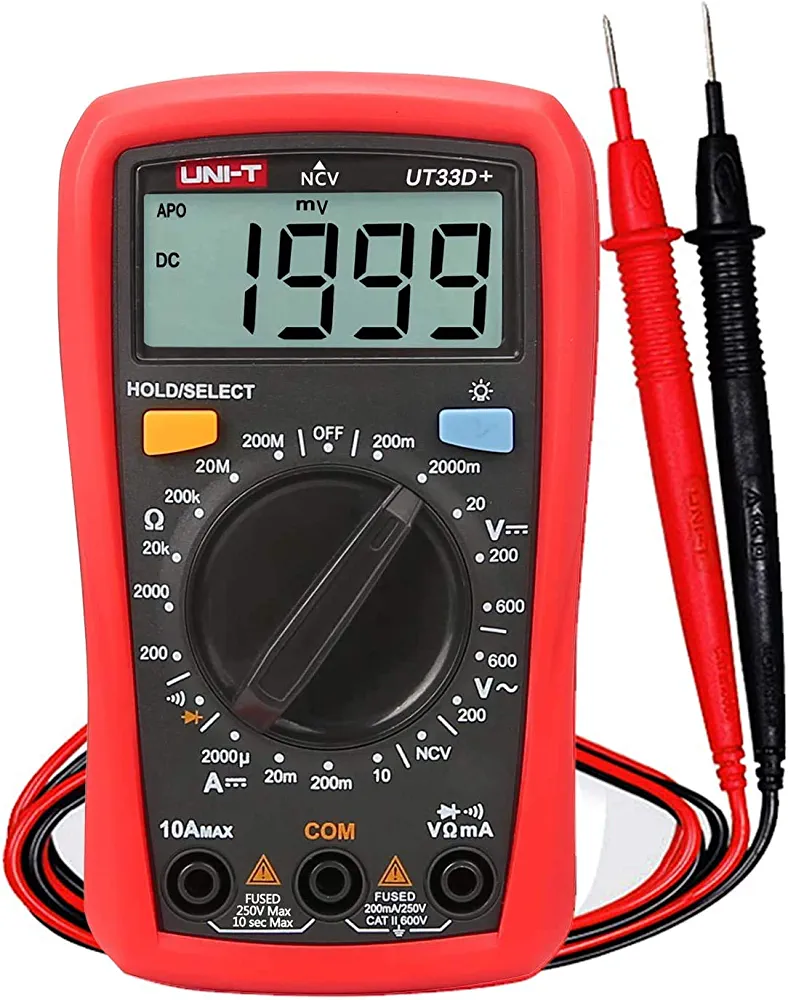 UNI-T NCV UT33D+
APO mV
DC 1999
HOLD/SELECT
200M OFF 200m
20M 2000m
200k 20
Ω V
20k 200
2000 600
200 600
V~
200
2000µ NCV
A 20m 200m 10
10AMAX COM VΩmA
FUSED
250V Max
10 sec Max
FUSED
200mA/250V
CAT II 600V
UNI-T